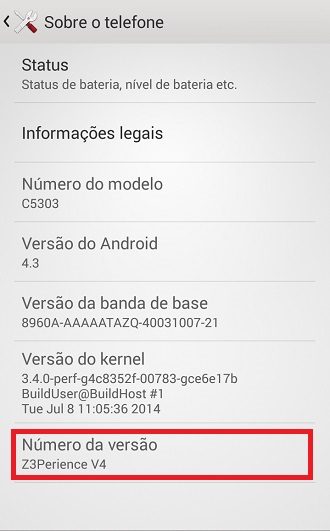 Sobre o telefone
Status
Status de bateria, nível de bateria etc.
Informações legais
Número do modelo
C5303
Versão do Android
4.3
Versão da banda de base
8960A-AAAAATAZQ-40031007-21
Versão do kernel
3.4.0-perf-g4c8352f-00783-gce6e17b
BuildUser@BuildHost #1
Tue Jul 8 11:05:36 2014
Número da versão
Z3Perience V4